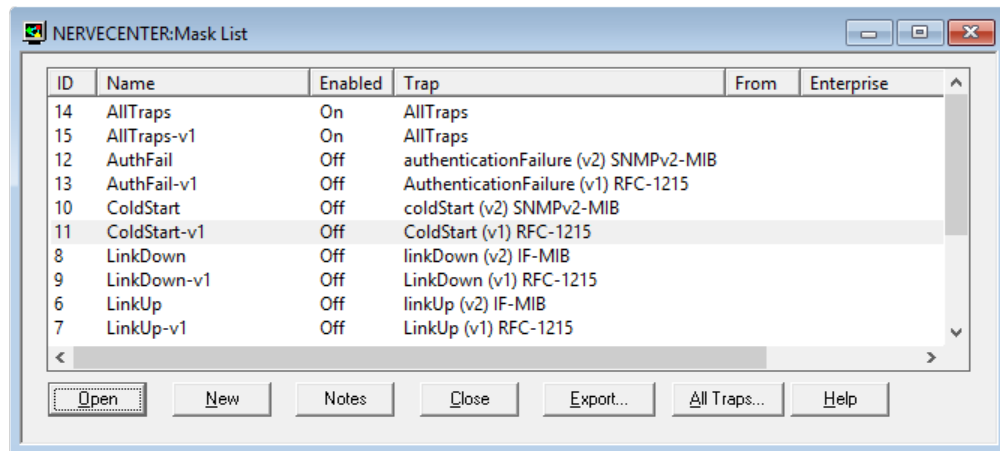 NERVECENTER:Mask List
ID Name Enabled Trap From Enterprise
14 AllTraps On AllTraps
15 AllTraps-v1 On AllTraps
12 AuthFail Off authenticationFailure (v2) SNMPv2-MIB
13 AuthFail-v1 Off AuthenticationFailure (v1) RFC-1215
10 ColdStart Off coldStart (v2) SNMPv2-MIB
11 ColdStart-v1 Off ColdStart (v1) RFC-1215
8 LinkDown Off linkDown (v2) IF-MIB
9 LinkDown-v1 Off LinkDown (v1) RFC-1215
6 LinkUp Off linkUp (v2) IF-MIB
7 LinkUp-v1 Off LinkUp (v1) RFC-1215
Open New Notes Close Export... All Traps... Help